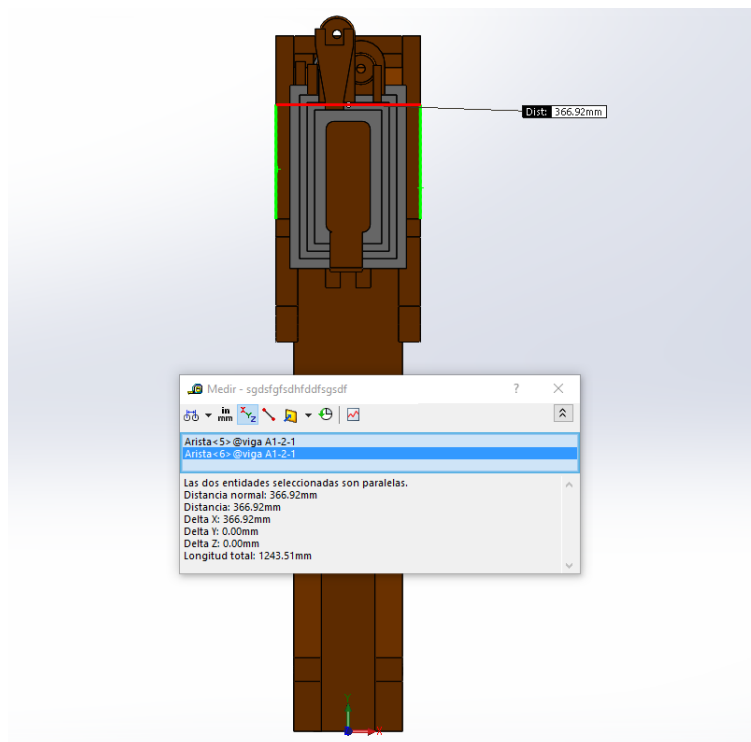 Dist: 366.92mm
Medir - sgdsfgfsdhfddfsgsdf
?
in
mm
XYZ
Arista<5>@viga A1-2-1
Arista<6>@viga A1-2-1
Las dos entidades seleccionadas son paralelas.
Distancia normal: 366.92mm
Distancia: 366.92mm
Delta X: 366.92mm
Delta Y: 0.00mm
Delta Z: 0.00mm
Longitud total: 1243.51mm
Y
X